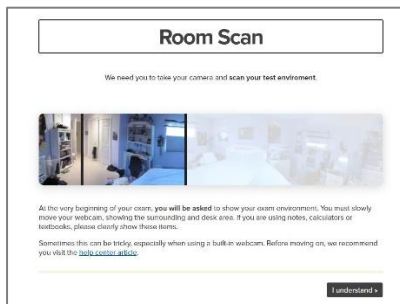 Room Scan
We need you to take your camera and scan your test enviroment.
At the very beginning of your exam, you will be asked to show your exam environment. You must slowly
move your webcam, showing the surrounding and desk area. If you are using notes, calculators or
textbooks, please clearly show these items.
Sometimes this can be tricky, especially when using a built-in webcam. Before moving on, we recommend
you visit the help center article.
I understand »